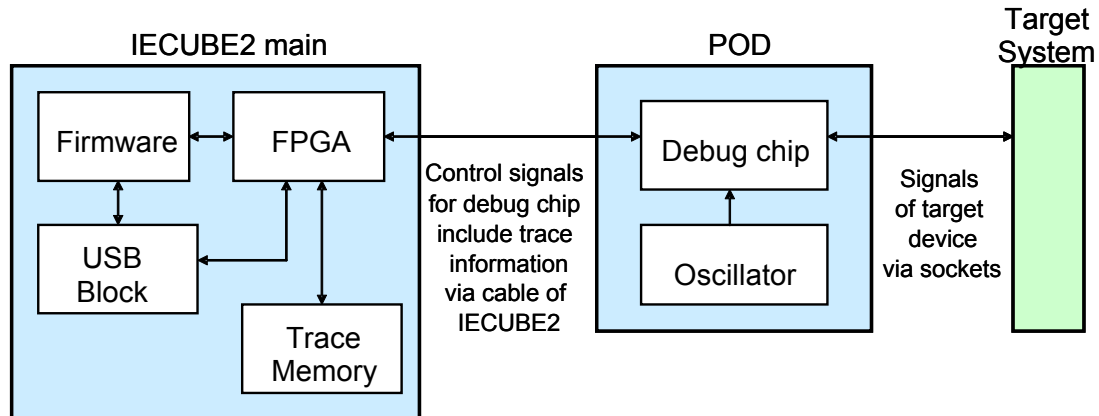 IECUBE2 main
POD
Target
System
Firmware
FPGA
USB
Block
Trace
Memory
Control signals
for debug chip
include trace
information
via cable of
IECUBE2
Debug chip
Oscillator
Signals
of target
device
via sockets